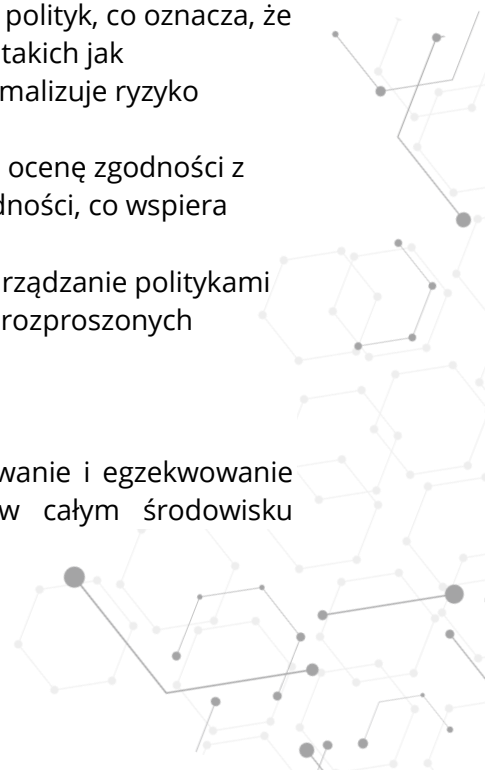 polityk, co oznacza, że
takich jak
malizuje ryzyko
ocenę zgodności z
dności, co wspiera
rządzanie politykami
rozproszonych
wanie i egzekwowanie
w całym środowisku